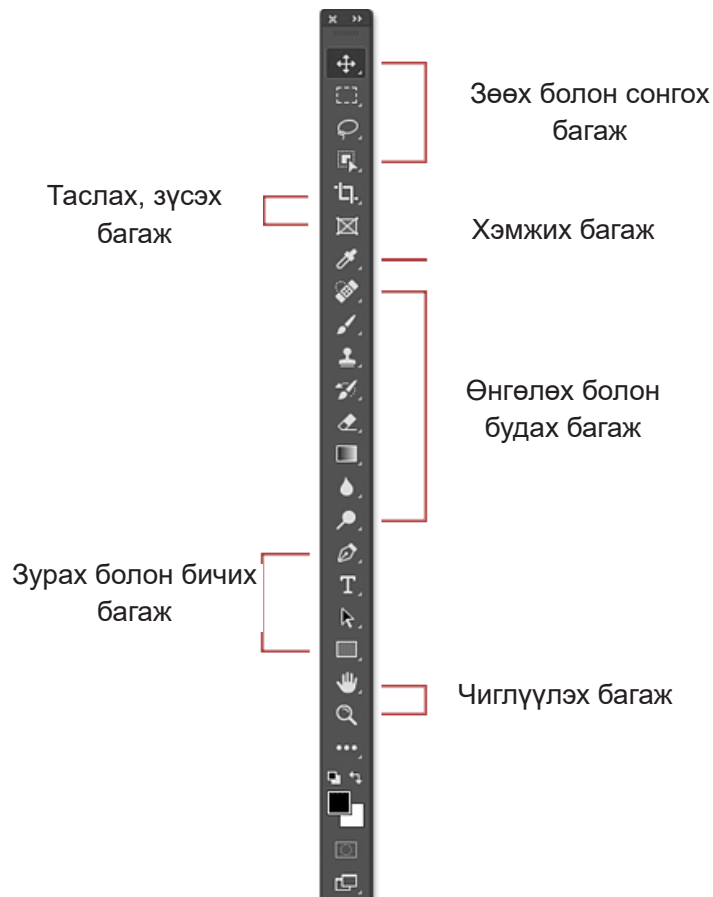 Зөөх болон сонгох
багаж
Таслах, зүсэх
багаж
Хэмжих багаж
Өнгөлөх болон
будах багаж
Зурах болон бичих
багаж
Чиглүүлэх багаж